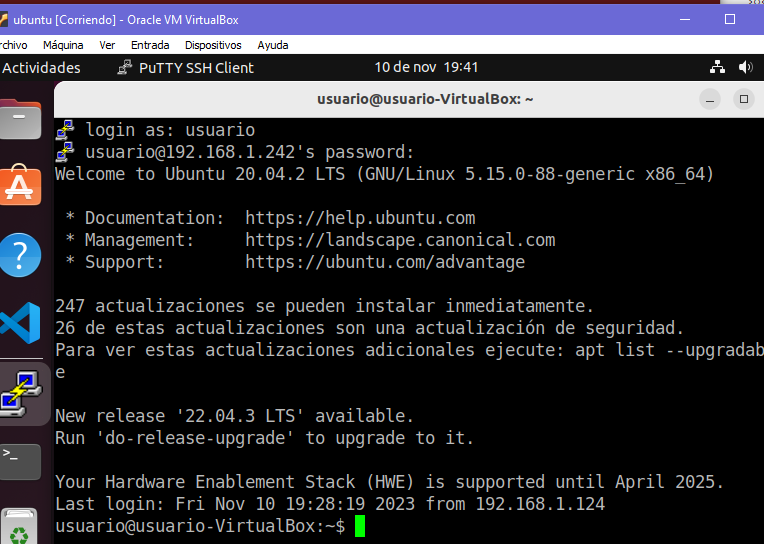 ubuntu [Corriendo] - Oracle VM VirtualBox
rchivo Máquina Ver Entrada Dispositivos Ayuda
Actividades PuTTY SSH Client 10 de nov 19:41
usuario@usuario-VirtualBox: ~
login as: usuario
usuario@192.168.1.242's password:
Welcome to Ubuntu 20.04.2 LTS (GNU/Linux 5.15.0-88-generic x86_64)
* Documentation: https://help.ubuntu.com
* Management: https://landscape.canonical.com
* Support: https://ubuntu.com/advantage
247 actualizaciones se pueden instalar inmediatamente.
26 de estas actualizaciones son una actualización de seguridad.
Para ver estas actualizaciones adicionales ejecute: apt list --upgradab
e
New release '22.04.3 LTS' available.
Run 'do-release-upgrade' to upgrade to it.
Your Hardware Enablement Stack (HWE) is supported until April 2025.
Last login: Fri Nov 10 19:28:19 2023 from 192.168.1.124
usuario@usuario-VirtualBox:~$